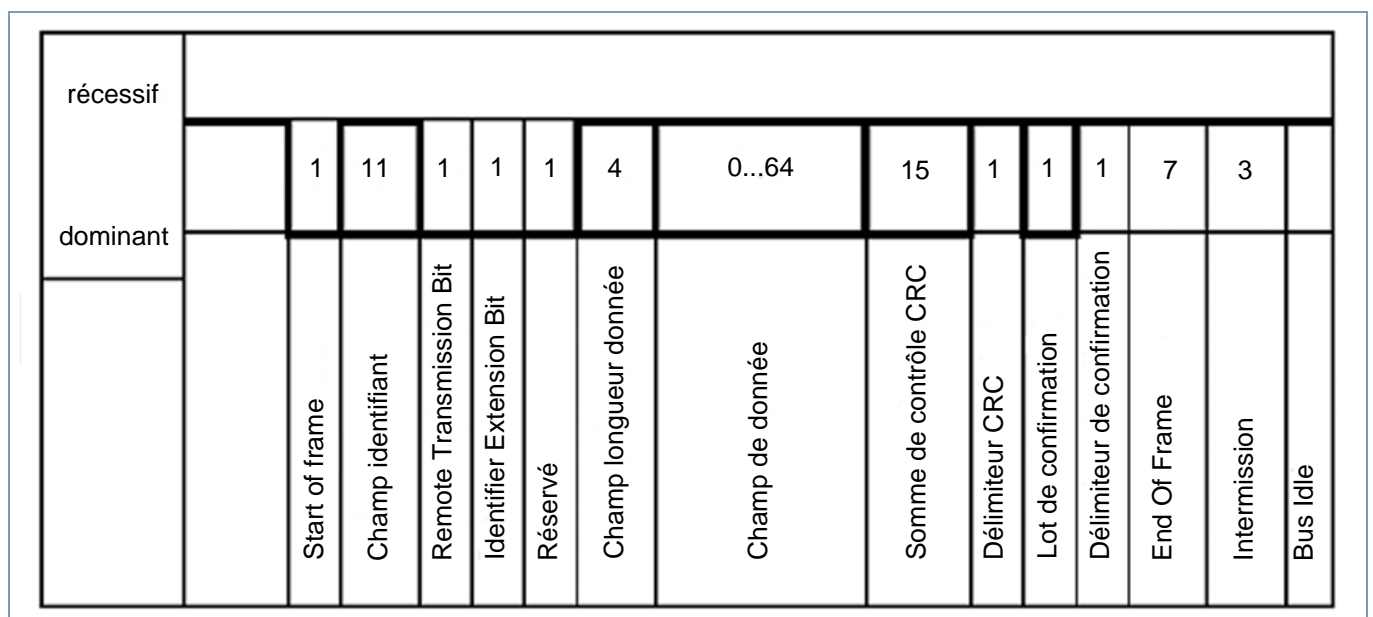 récessif
dominant
1
11
1
1
1
4
0...64
15
1
1
1
7
3
Start of frame
Champ identifiant
Remote Transmission Bit
Identifier Extension Bit
Réservé
Champ longueur donnée
Champ de donnée
Somme de contrôle CRC
Délimiteur CRC
Lot de confirmation
Délimiteur de confirmation
End Of Frame
Intermission
Bus Idle